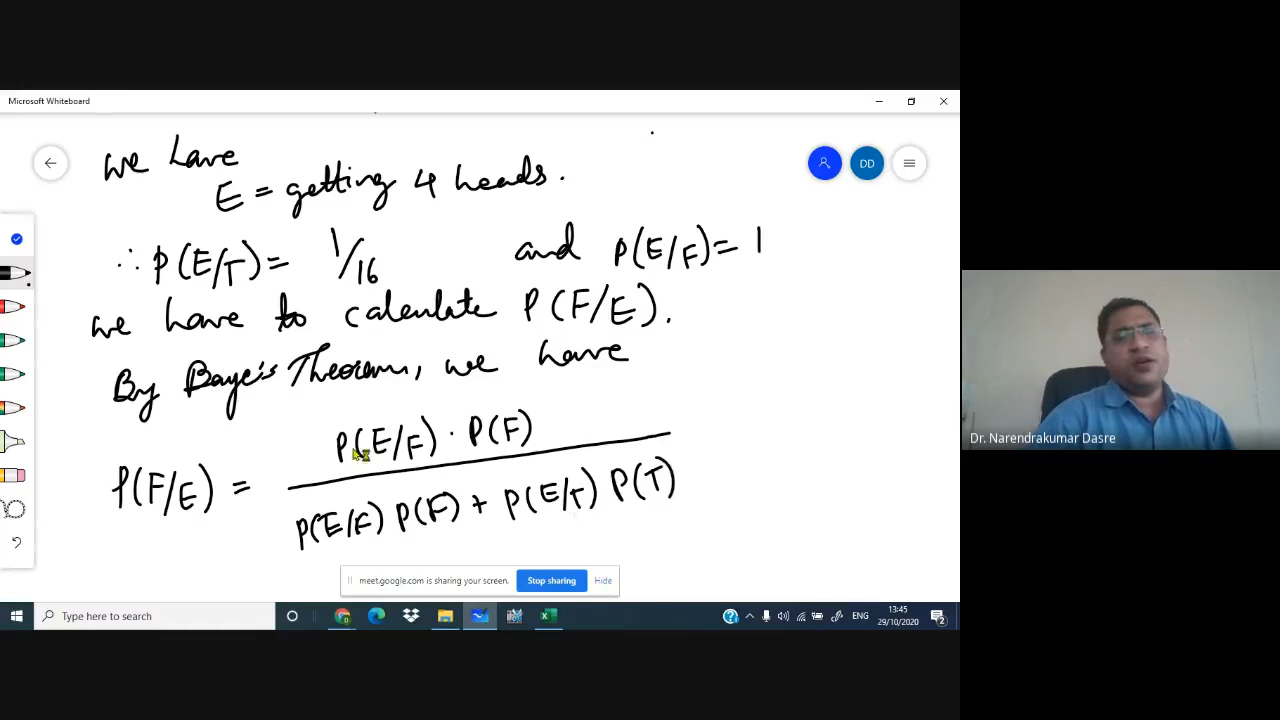 Microsoft Whiteboard
we have
E = getting 4 heads.
DD
∴ P(E/T) = 1/16 and P(E/F) = 1
we have to calculate P(F/E).
By Baye's Theorem, we have
P(E/F) · P(F)
P(F/E) =
P(E/F) P(F) + P(E/T) P(T)
Dr. Narendrakumar Dasre
meet.google.com is sharing your screen. Stop sharing Hide
Type here to search
ENG
13:45
29/10/2020
2